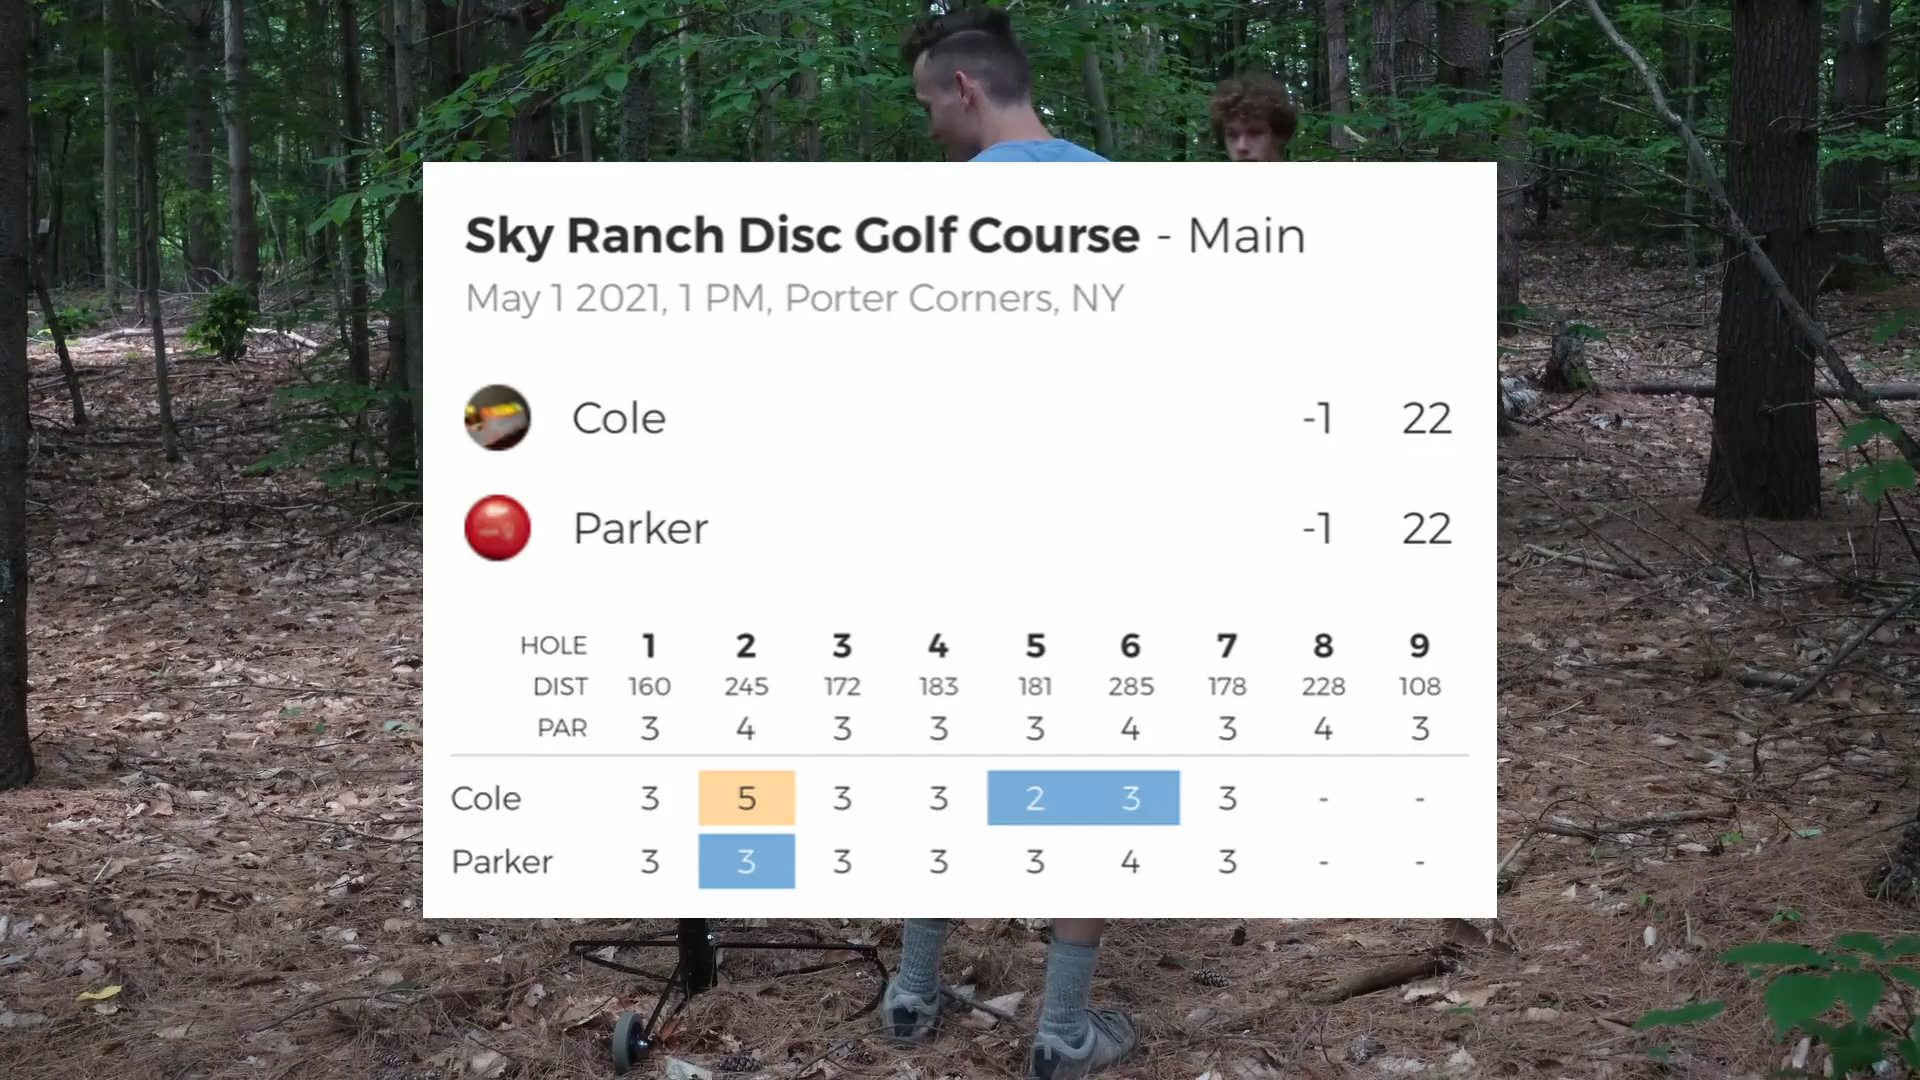 Sky Ranch Disc Golf Course - Main
May 1 2021, 1 PM, Porter Corners, NY
Cole -1 22
Parker -1 22
HOLE 1 2 3 4 5 6 7 8 9
DIST 160 245 172 183 181 285 178 228 108
PAR 3 4 3 3 3 4 3 4 3
Cole 3 5 3 3 2 3 3 - -
Parker 3 3 3 3 3 4 3 - -